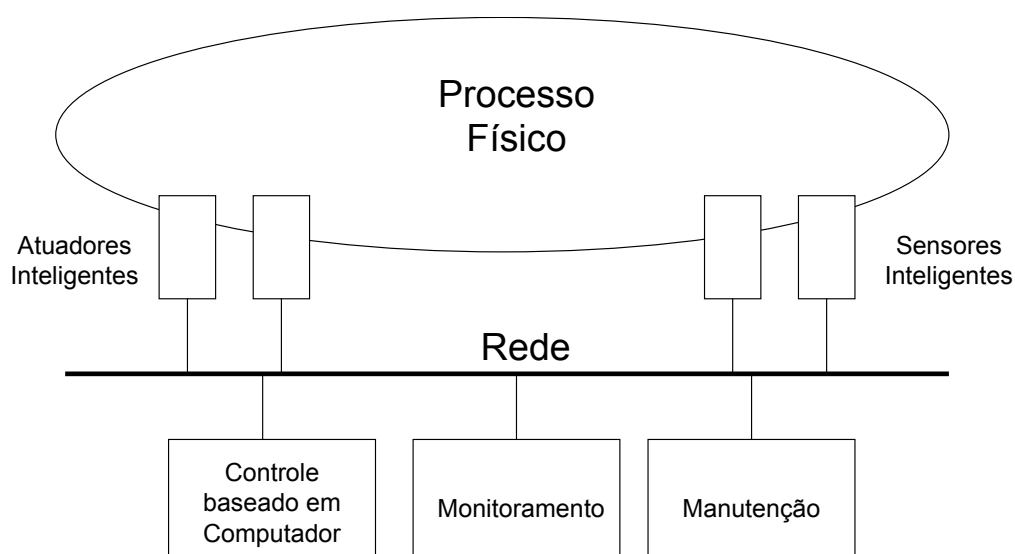 Processo
Físico
Atuadores
Inteligentes
Sensores
Inteligentes
Rede
Controle
baseado em
Computador
Monitoramento
Manutenção